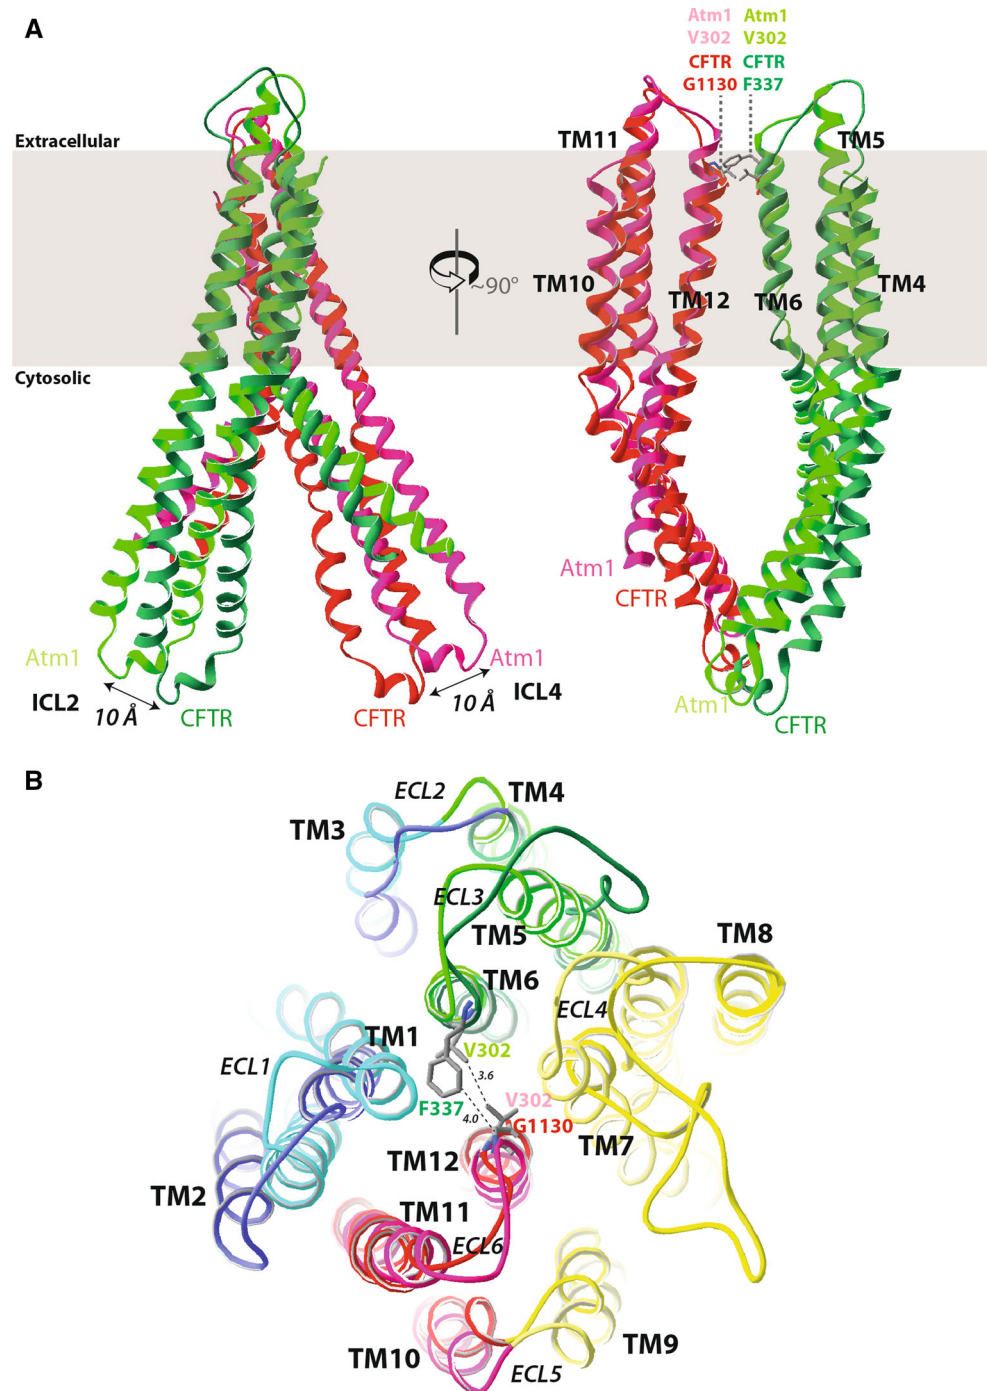 A
Atm1 Atm1
V302 V302
CFTR CFTR
G1130 F337
Extracellular
TM11
TM5
TM10
TM12
TM6
TM4
~90°
Cytosolic
Atm1
CFTR
Atm1
ICL2
10 Å
CFTR
CFTR
10 Å
Atm1
ICL4
Atm1
CFTR
B
ECL2
TM4
TM3
ECL3
TM5
TM8
TM6
ECL4
TM1
V302
ECL1
3.6
F337
V302
4.0
G1130
TM7
TM12
TM2
TM11
ECL6
TM10
TM9
ECL5